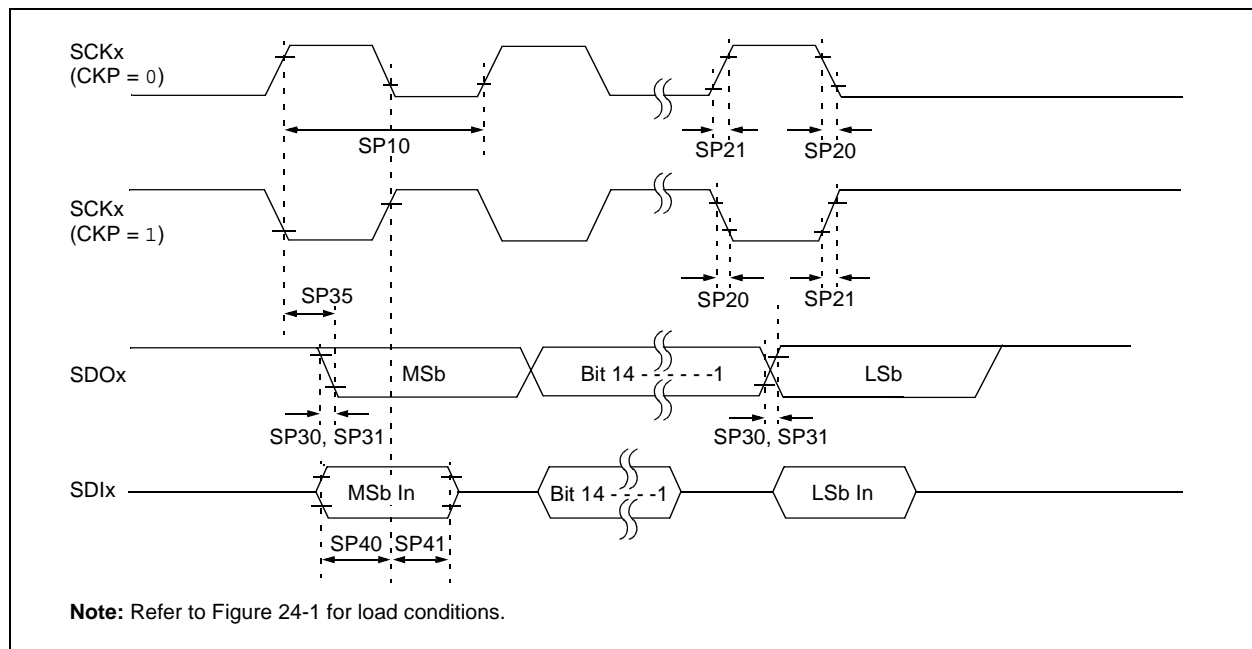 SCKx
(CKP = 0)
SP10
SP21
SP20
SCKx
(CKP = 1)
SP35
SP20
SP21
SDOx
MSb
Bit 14 - - - - - -1
LSb
SP30, SP31
SP30, SP31
SDIx
MSb In
Bit 14 - - - -1
LSb In
SP40
SP41
Note: Refer to Figure 24-1 for load conditions.